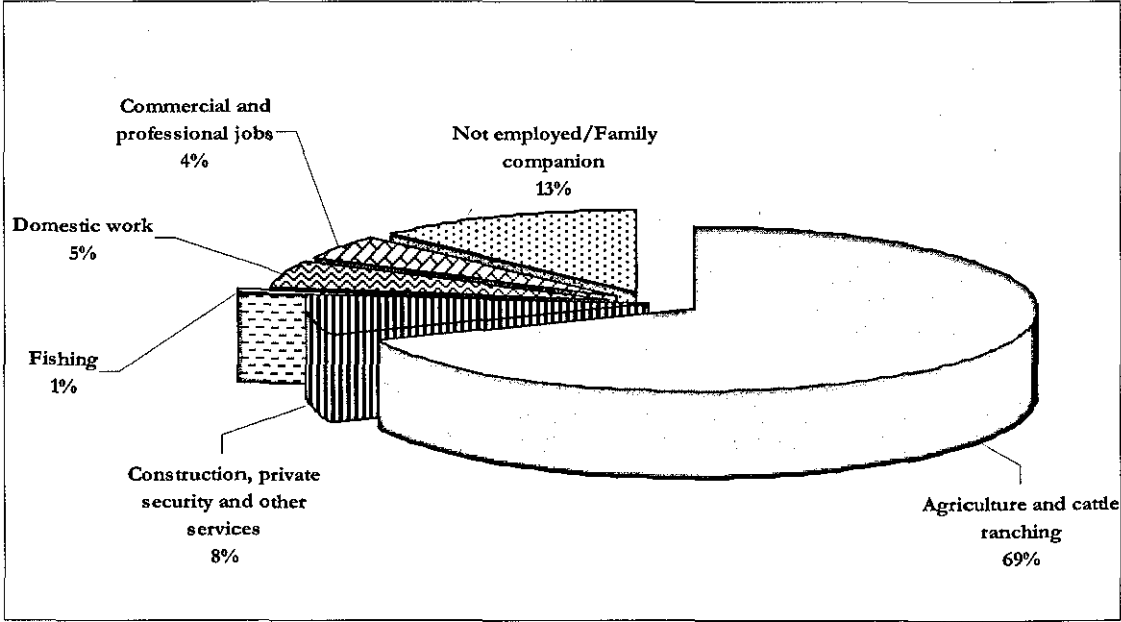 Commercial and
professional jobs
4%
Not employed/Family
companion
13%
Domestic work
5%
Fishing
1%
Construction, private
security and other
services
8%
Agriculture and cattle
ranching
69%